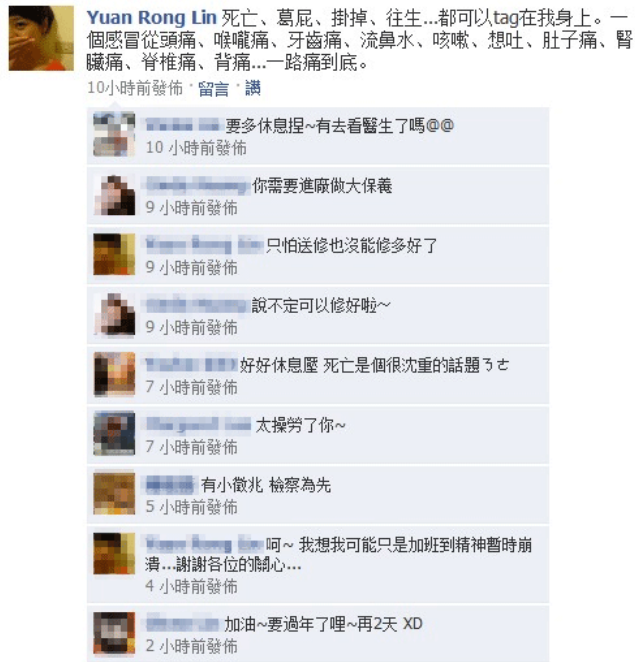 Yuan Rong Lin 死亡、葛屁、掛掉、往生...都可以tag在我身上。一
個感冒從頭痛、喉嚨痛、牙齒痛、流鼻水、咳嗽、想吐、肚子痛、腎
臟痛、脊椎痛、背痛...一路痛到底。
10小時前發佈 · 留言 · 讚
要多休息捏~有去看醫生了嗎@@
10 小時前發佈
你需要進廠做大保養
9 小時前發佈
只怕送修也沒能修多好了
9 小時前發佈
說不定可以修好啦~
9 小時前發佈
好好休息壓 死亡是個很沈重的話題ㄋㄜ
7 小時前發佈
太操勞了你~
7 小時前發佈
有小徵兆 檢察為先
5 小時前發佈
呵~ 我想我可能只是加班到精神暫時崩
潰...謝謝各位的關心...
4 小時前發佈
加油~要過年了哩~再2天 XD
2 小時前發佈